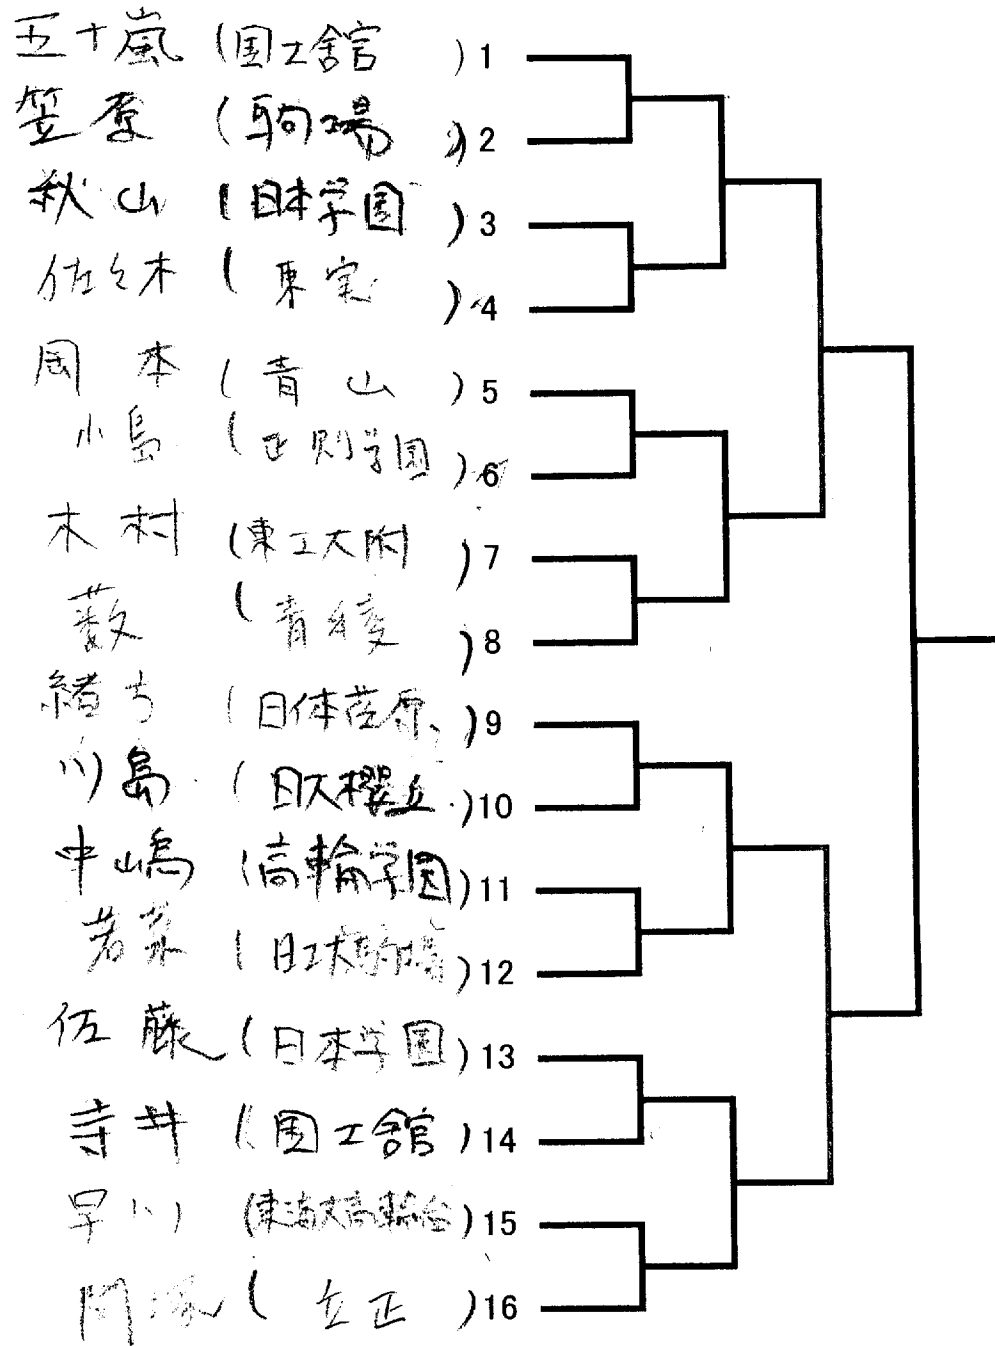 五十嵐 (国士舘 ) 1
笠原 (駒場 ) 2
秋山 (日本学園 ) 3
佐々木 ( 東実 ) 4
岡本 (青山 ) 5
小島 (正則学園 ) 6
木村 (東工大附 ) 7
藪 (青稜 ) 8
緒方 (日体荏原 ) 9
川島 (日大櫻丘 ) 10
中嶋 (高輪学園 ) 11
若菜 (日工大駒場 ) 12
佐藤 (日本学園 ) 13
寺井 (国士舘 ) 14
早川 (東海大高輪台 ) 15
( 立正 ) 16